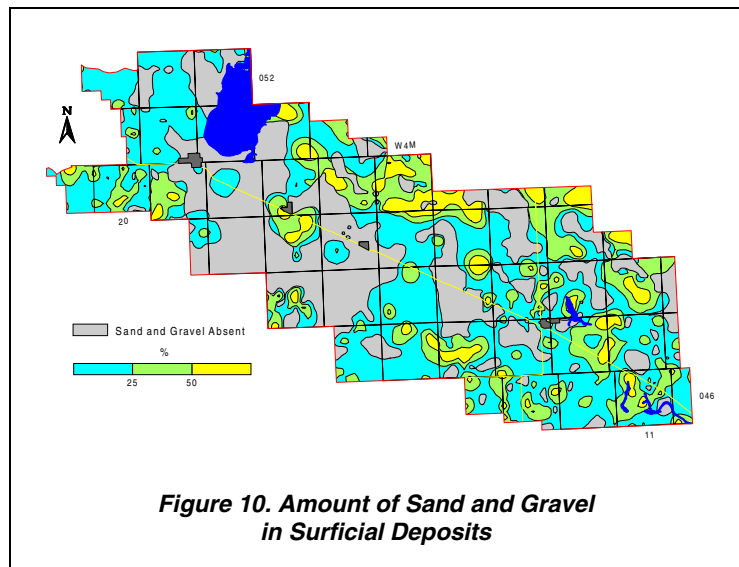 052
N
W4M
20
Sand and Gravel Absent
%
25 50
046
11
Figure 10. Amount of Sand and Gravel
in Surficial Deposits